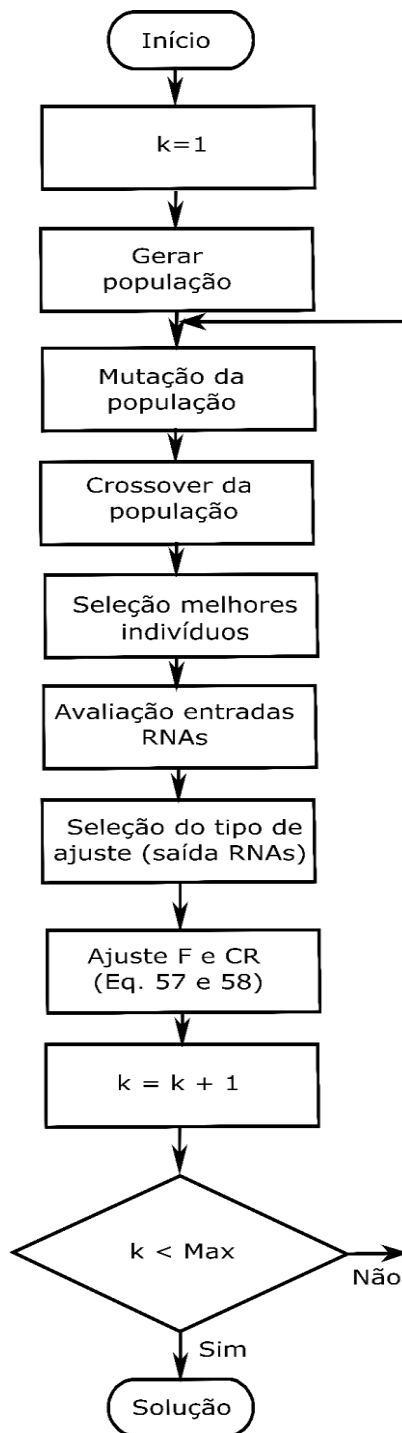 Início
k=1
Gerar
população
Mutação da
população
Crossover da
população
Seleção melhores
indivíduos
Avaliação entradas
RNAs
Seleção do tipo de
ajuste (saída RNAs)
Ajuste F e CR
(Eq. 57 e 58)
k = k + 1
k < Max
Não
Sim
Solução